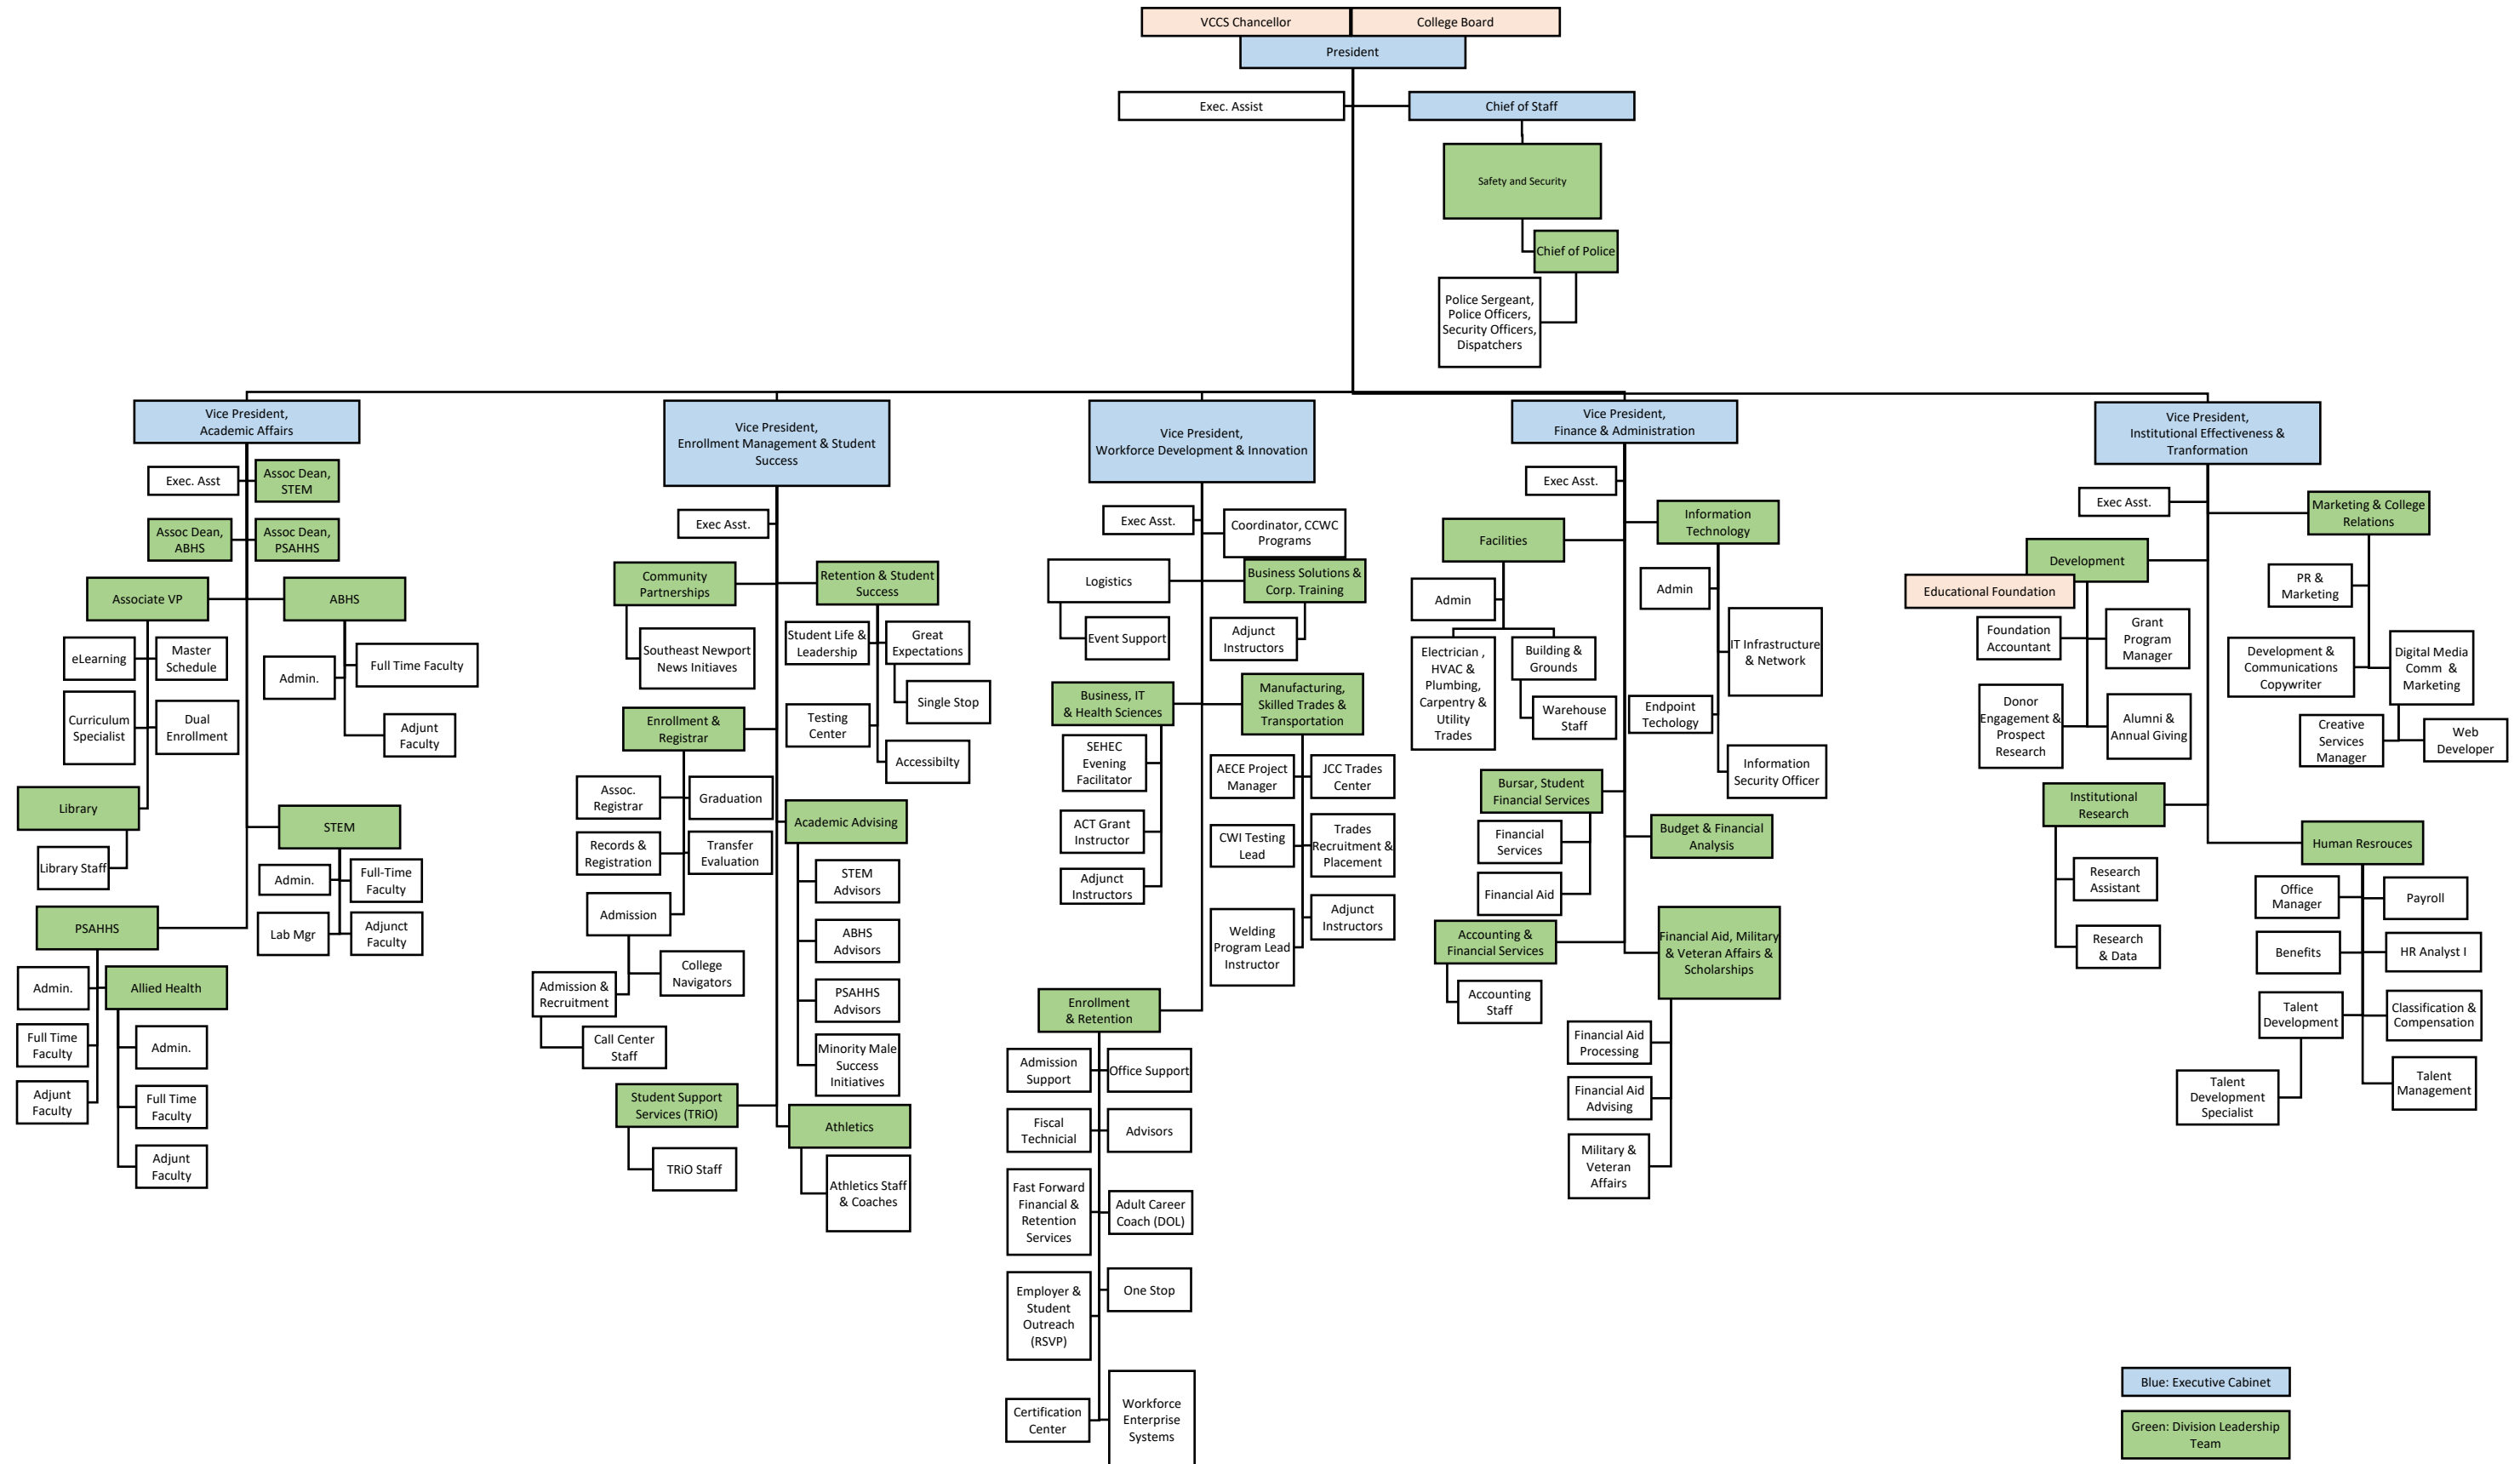 VCCS Chancellor
College Board
President
Exec. Assist
Chief of Staff
Safety and Security
Chief of Police
Police Sergeant,
Police Officers,
Security Officers,
Dispatchers
Vice President,
Academic Affairs
Exec. Asst
Assoc Dean,
STEM
Assoc Dean,
ABHS
Assoc Dean,
PSAHHS
Associate VP
ABHS
eLearning
Master
Schedule
Curriculum
Specialist
Dual
Enrollment
Admin.
Full Time Faculty
Adjunt
Faculty
Library
Library Staff
STEM
Admin.
Full-Time
Faculty
Lab Mgr
Adjunct
Faculty
PSAHHS
Admin.
Full Time
Faculty
Adjunt
Faculty
Allied Health
Admin.
Full Time
Faculty
Adjunt
Faculty
Vice President,
Enrollment Management & Student
Success
Exec Asst.
Community
Partnerships
Southeast Newport
News Initiaves
Retention & Student
Success
Student Life &
Leadership
Great
Expectations
Single Stop
Testing
Center
Accessibilty
Enrollment &
Registrar
Assoc.
Registrar
Graduation
Records &
Registration
Transfer
Evaluation
Admission
College
Navigators
Admission &
Recruitment
Call Center
Staff
Academic Advising
STEM
Advisors
ABHS
Advisors
PSAHHS
Advisors
Minority Male
Success
Initiatives
Student Support
Services (TRiO)
TRiO Staff
Athletics
Athletics Staff
& Coaches
Vice President,
Workforce Development & Innovation
Exec Asst.
Coordinator, CCWC
Programs
Logistics
Event Support
Business Solutions &
Corp. Training
Adjunct
Instructors
Business, IT
& Health Sciences
SEHEC
Evening
Facilitator
ACT Grant
Instructor
Adjunct
Instructors
Manufacturing,
Skilled Trades &
Transportation
AECE Project
Manager
JCC Trades
Center
CWI Testing
Lead
Trades
Recruitment &
Placement
Welding
Program Lead
Instructor
Adjunct
Instructors
Enrollment
& Retention
Admission
Support
Office Support
Fiscal
Technicial
Advisors
Fast Forward
Financial &
Retention
Services
Adult Career
Coach (DOL)
Employer &
Student
Outreach
(RSVP)
One Stop
Certification
Center
Workforce
Enterprise
Systems
Vice President,
Finance & Administration
Exec Asst.
Facilities
Admin
Electrician ,
HVAC &
Plumbing,
Carpentry &
Utility
Trades
Building &
Grounds
Warehouse
Staff
Information
Technology
Admin
IT Infrastructure
& Network
Endpoint
Techology
Information
Security Officer
Bursar, Student
Financial Services
Financial
Services
Financial Aid
Budget & Financial
Analysis
Accounting &
Financial Services
Accounting
Staff
Financial Aid, Military
& Veteran Affairs &
Scholarships
Financial Aid
Processing
Financial Aid
Advising
Military &
Veteran
Affairs
Vice President,
Institutional Effectiveness &
Tranformation
Exec Asst.
Marketing & College
Relations
PR &
Marketing
Development &
Communications
Copywriter
Digital Media
Comm &
Marketing
Creative
Services
Manager
Web
Developer
Development
Educational Foundation
Foundation
Accountant
Grant
Program
Manager
Donor
Engagement &
Prospect
Research
Alumni &
Annual Giving
Institutional
Research
Research
Assistant
Research
& Data
Human Resrouces
Office
Manager
Payroll
Benefits
HR Analyst I
Talent
Development
Classification &
Compensation
Talent
Development
Specialist
Talent
Management
Blue: Executive Cabinet
Green: Division Leadership
Team